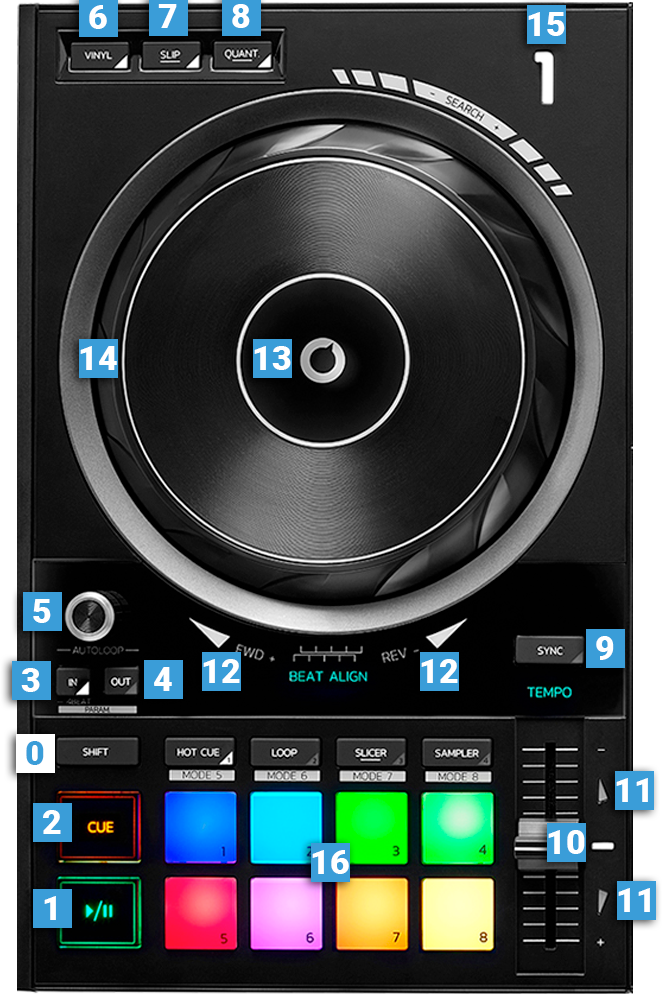 6 7 8 15
VINYL SLIP QUANT.
1
- SEARCH +
14 13
5
AUTOLOOP
FWD + REV -
12 12
BEAT ALIGN
SYNC 9
TEMPO
3 IN OUT 4
PARAM
0 SHIFT HOT CUE 1 LOOP SLICER 3 SAMPLER 4
MODE 5 MODE 6 MODE 7 MODE 8
-
11
2 CUE 1 2 3 4
10
16
1 5 6 7 8
11
+